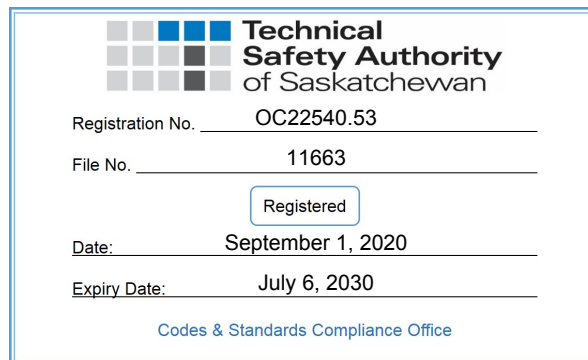 Technical
Safety Authority
of Saskatchewan
Registration No. OC22540.53
File No. 11663
Registered
Date: September 1, 2020
Expiry Date: July 6, 2030
Codes & Standards Compliance Office